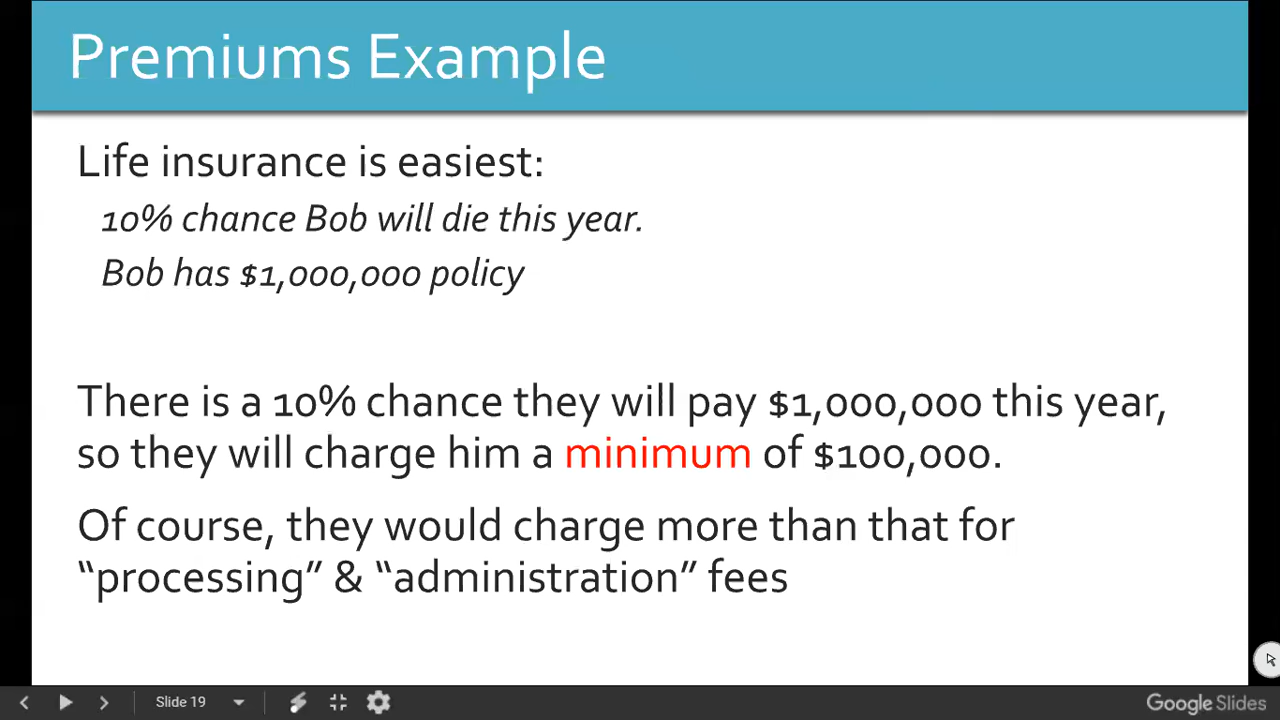 Premiums Example
Life insurance is easiest:
10% chance Bob will die this year.
Bob has $1,000,000 policy
There is a 10% chance they will pay $1,000,000 this year,
so they will charge him a minimum of $100,000.
Of course, they would charge more than that for
“processing” & “administration” fees
Slide 19
Google Slides